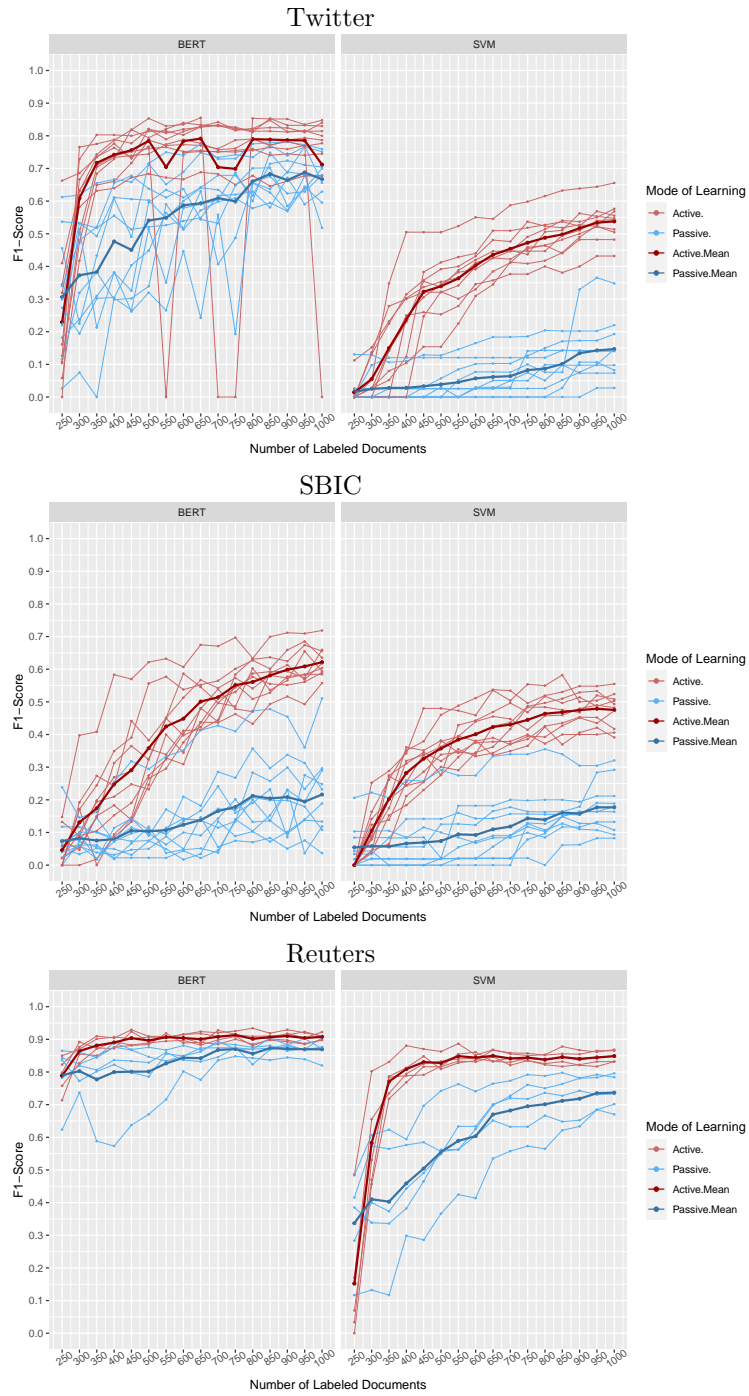 Twitter
BERT
SVM
1.0
0.9
0.8
0.7
0.6
0.5
0.4
0.3
0.2
0.1
0.0
F1−Score
250 300 350 400 450 500 550 600 650 700 750 800 850 900 950 1000
250 300 350 400 450 500 550 600 650 700 750 800 850 900 950 1000
Number of Labeled Documents
Mode of Learning
Active.
Passive.
Active.Mean
Passive.Mean
SBIC
BERT
SVM
1.0
0.9
0.8
0.7
0.6
0.5
0.4
0.3
0.2
0.1
0.0
F1−Score
250 300 350 400 450 500 550 600 650 700 750 800 850 900 950 1000
250 300 350 400 450 500 550 600 650 700 750 800 850 900 950 1000
Number of Labeled Documents
Mode of Learning
Active.
Passive.
Active.Mean
Passive.Mean
Reuters
BERT
SVM
1.0
0.9
0.8
0.7
0.6
0.5
0.4
0.3
0.2
0.1
0.0
F1−Score
250 300 350 400 450 500 550 600 650 700 750 800 850 900 950 1000
250 300 350 400 450 500 550 600 650 700 750 800 850 900 950 1000
Number of Labeled Documents
Mode of Learning
Active.
Passive.
Active.Mean
Passive.Mean